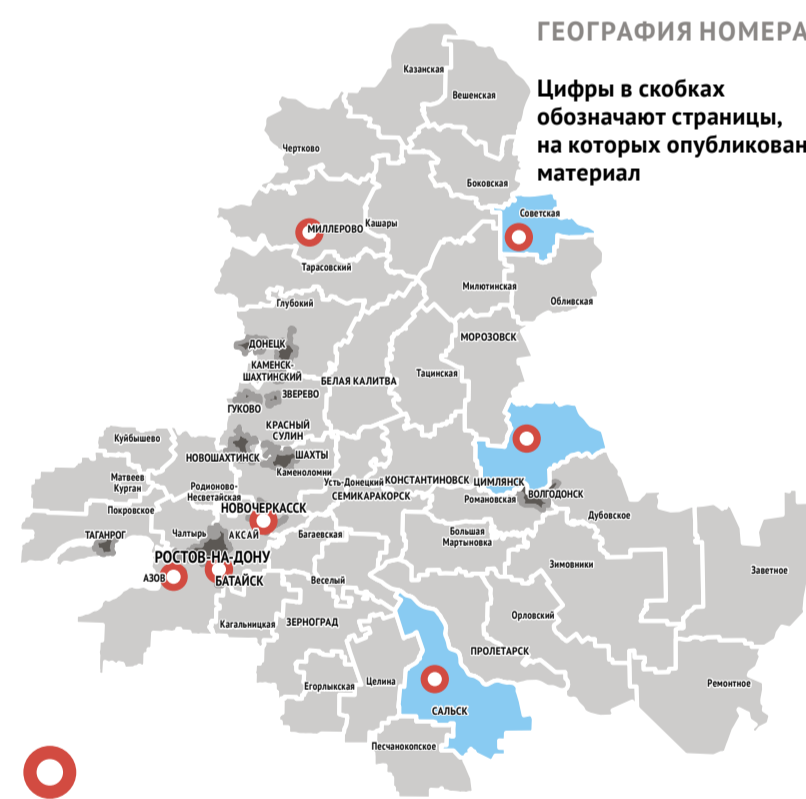 ГЕОГРАФИЯ НОМЕРА
Цифры в скобках
обозначают страницы,
на которых опубликован
материал
Казанская
Вешенская
Чертково
Боковская
Советская
МИЛЛЕРОВО
Кашары
Тарасовский
Милютинская
Обливская
Глубокий
МОРОЗОВСК
ДОНЕЦК
КАМЕНСК-
ШАХТИНСКИЙ
БЕЛАЯ КАЛИТВА
Тацинская
ЗВЕРЕВО
ГУКОВО
КРАСНЫЙ
СУЛИН
Куйбышево
НОВОШАХТИНСК
ШАХТЫ
Каменоломни
Матвеев
Курган
Родионово-
Несветайская
Усть-Донецкий
КОНСТАНТИНОВСК
ЦИМЛЯНСК
СЕМИКАРАКОРСК
Романовская
ВОЛГОДОНСК
Покровское
НОВОЧЕРКАССК
Дубовское
ТАГАНРОГ
Чалтырь
АКСАЙ
Багаевская
Большая
Мартыновка
РОСТОВ-НА-ДОНУ
Зимовники
Заветное
АЗОВ
БАТАЙСК
Веселый
Кагальницкая
ЗЕРНОГРАД
Орловский
ПРОЛЕТАРСК
Егорлыкская
Целина
Ремонтное
САЛЬСК
Песчанокопское